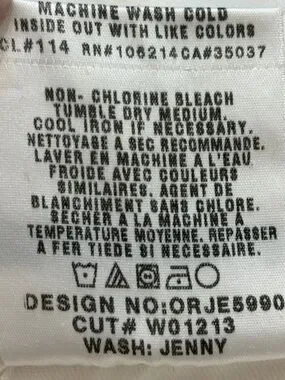 MACHINE WASH COLD
INSIDE OUT WITH LIKE COLORS
CL#114 RN#106214CA#35037
NON- CHLORINE BLEACH
TUMBLE DRY MEDIUM.
COOL IRON IF NECESSARY.
NETTOYAGE A SEC RECOMMANDE.
LAVER EN MACHINE A L'EAU
FROIDE AVEC COULEURS
SIMILAIRES. AGENT DE
BLANCHIMENT SANS CHLORE.
SECHER A LA MACHINE A
TEMPERATURE MOYENNE. REPASSER
A FER TIEDE SI NECESSAIRE.
DESIGN NO:ORJE5990
CUT# W01213
WASH: JENNY